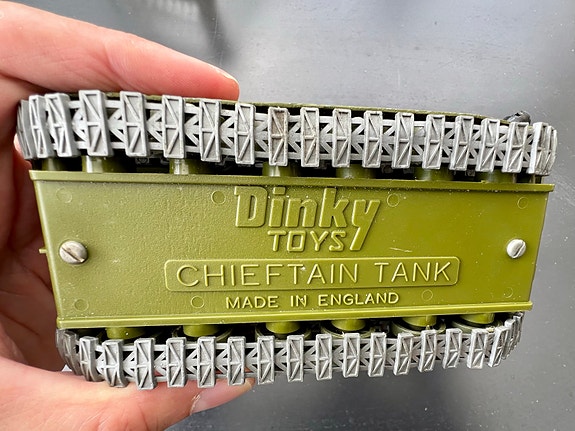 Dinky
TOYS
CHIEFTAIN TANK
MADE IN ENGLAND